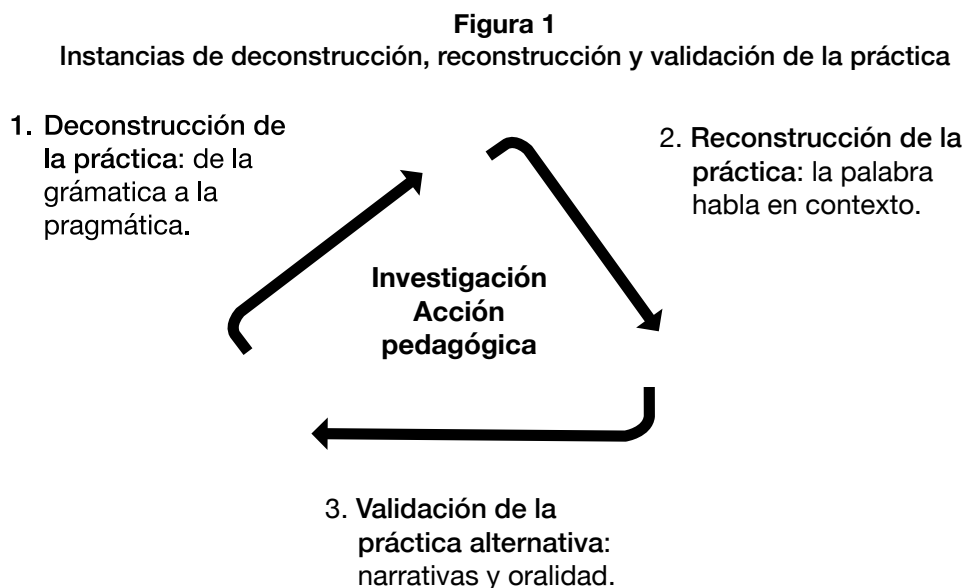 Figura 1
Instancias de deconstrucción, reconstrucción y validación de la práctica
1. Deconstrucción de
la práctica: de la
grámatica a la
pragmática.
2. Reconstrucción de la
práctica: la palabra
habla en contexto.
Investigación
Acción
pedagógica
3. Validación de la
práctica alternativa:
narrativas y oralidad.